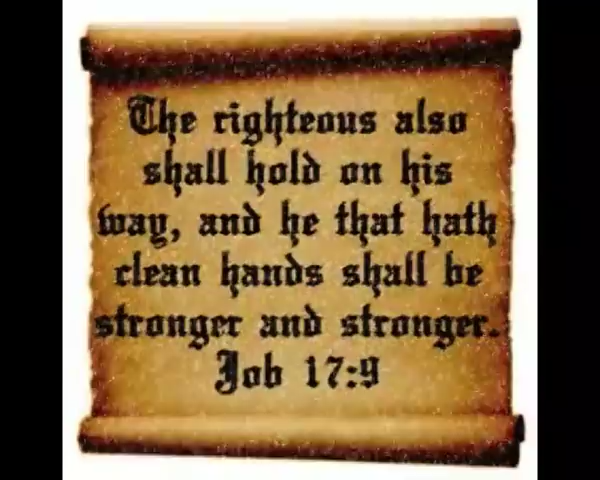 The righteous also
shall hold on his
way, and he that hath
clean hands shall be
stronger and stronger.
Job 17:9